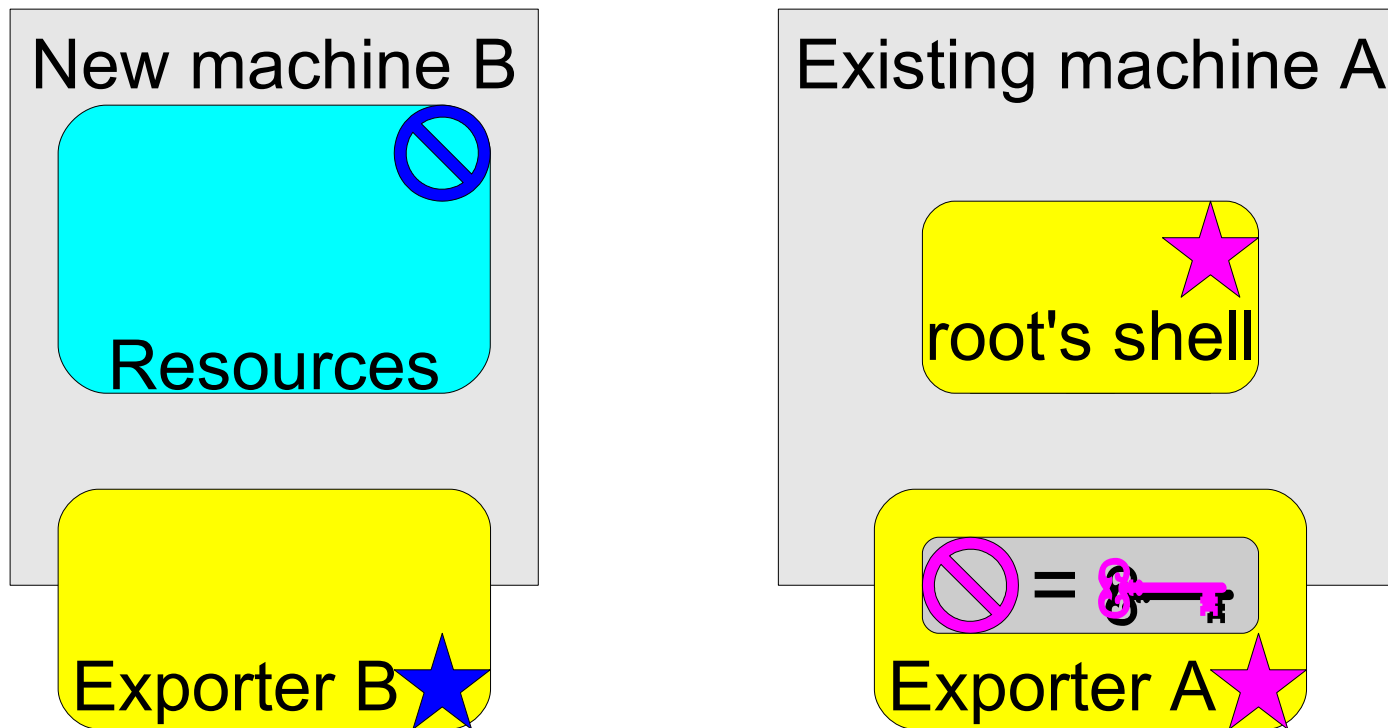 New machine B
Resources
Exporter B
Existing machine A
root's shell
=
Exporter A